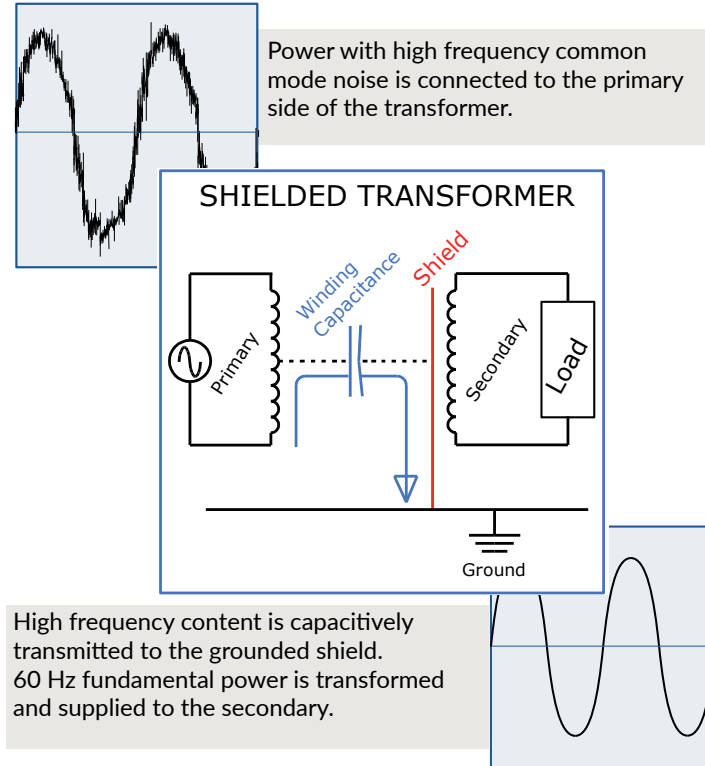 Power with high frequency common
mode noise is connected to the primary
side of the transformer.
SHIELDED TRANSFORMER
Winding
Capacitance
Shield
Primary
Secondary
Load
Ground
High frequency content is capacitively
transmitted to the grounded shield.
60 Hz fundamental power is transformed
and supplied to the secondary.